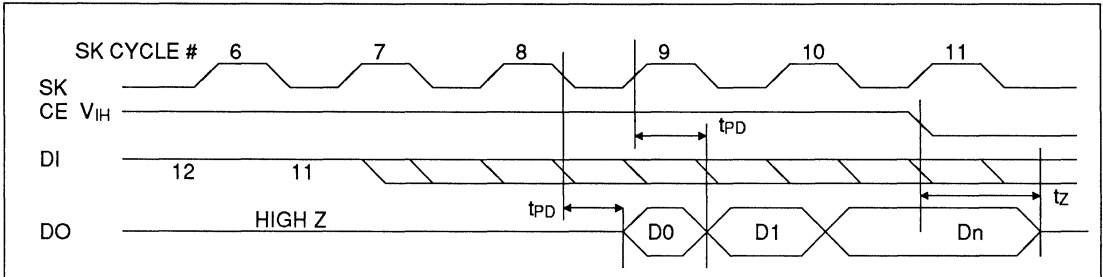 SK CYCLE # 6 7 8 9 10 11
SK
CE VIH
tPD
DI
12 11
tZ
tPD
HIGH Z
DO D0 D1 Dn